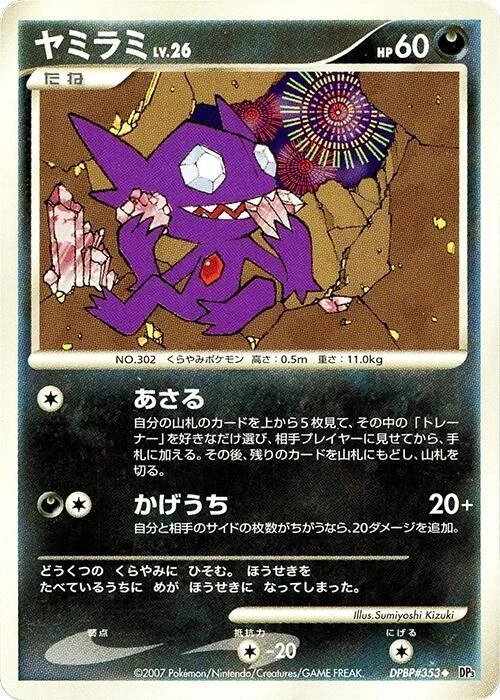 ヤミラミ LV.26 HP 60
たね
NO.302 くらやみポケモン 高さ:0.5m 重さ:11.0kg
あさる
自分の山札のカードを上から5枚見て、その中の「トレー
ナー」を好きなだけ選び、相手プレイヤーに見せてから、手
札に加える。その後、残りのカードを山札にもどし、山札を
切る。
かげうち 20+
自分と相手のサイドの枚数がちがうなら、20ダメージを追加。
どうくつの くらやみに ひそむ。 ほうせきを
たべているうちに めが ほうせきに なってしまった。
Illus.Sumiyoshi Kizuki
弱点 抵抗力 にげる
-20
DPBP#353 DP3
©2007 Pokémon/Nintendo/Creatures/GAME FREAK.